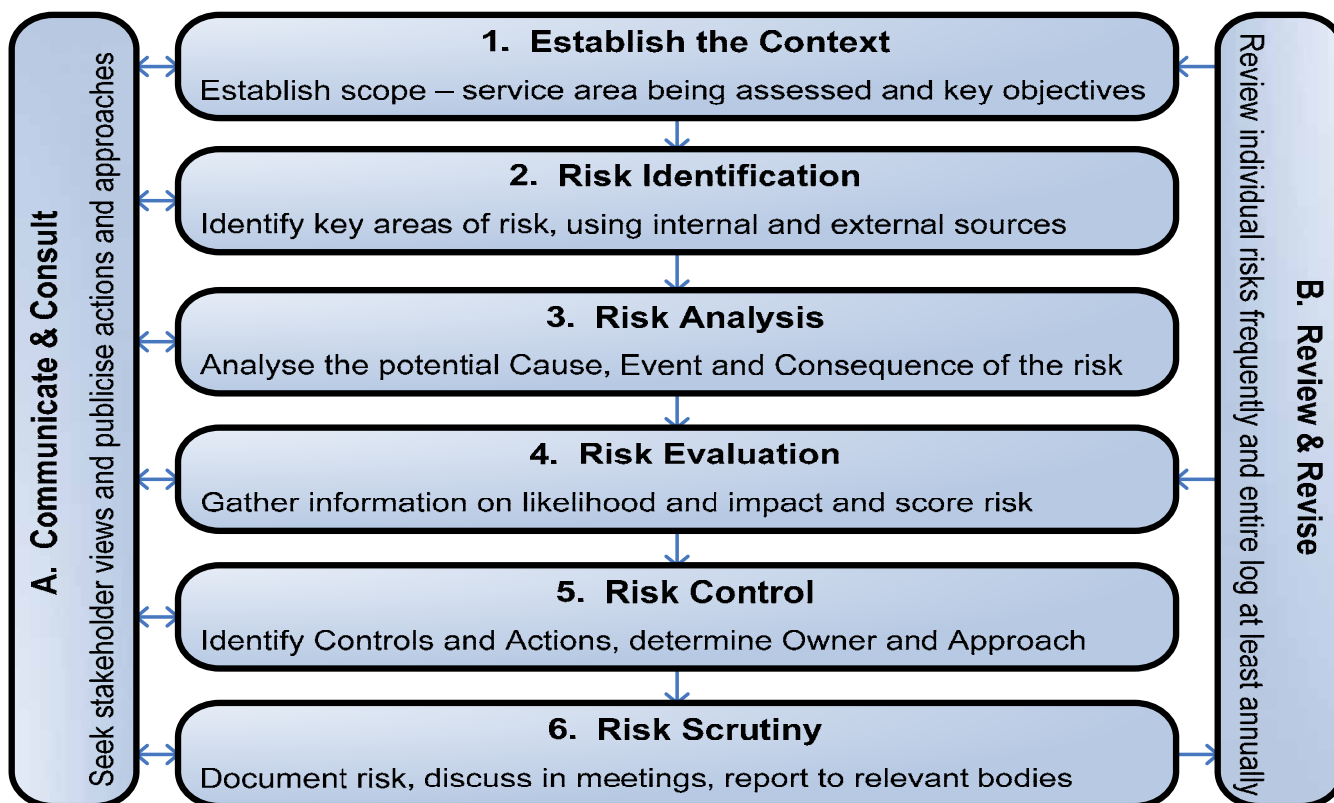 A. Communicate & Consult
Seek stakeholder views and publicise actions and approaches
1. Establish the Context
Establish scope – service area being assessed and key objectives
2. Risk Identification
Identify key areas of risk, using internal and external sources
3. Risk Analysis
Analyse the potential Cause, Event and Consequence of the risk
4. Risk Evaluation
Gather information on likelihood and impact and score risk
5. Risk Control
Identify Controls and Actions, determine Owner and Approach
6. Risk Scrutiny
Document risk, discuss in meetings, report to relevant bodies
B. Review & Revise
Review individual risks frequently and entire log at least annually